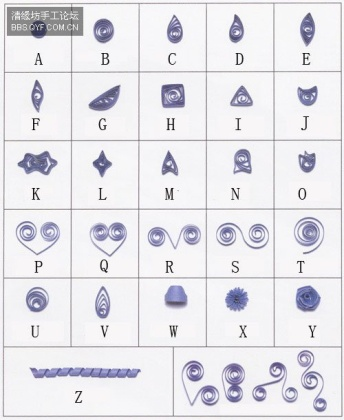 清缘坊手工论坛
BBS.QYF.COM.CN
A B C D E
F G H I J
K L M N O
P Q R S T
U V W X Y
Z